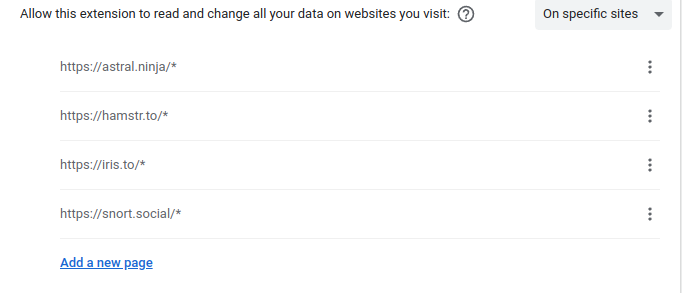 Allow this extension to read and change all your data on websites you visit: On specific sites
https://astral.ninja/*
https://hamstr.to/*
https://iris.to/*
https://snort.social/*
Add a new page